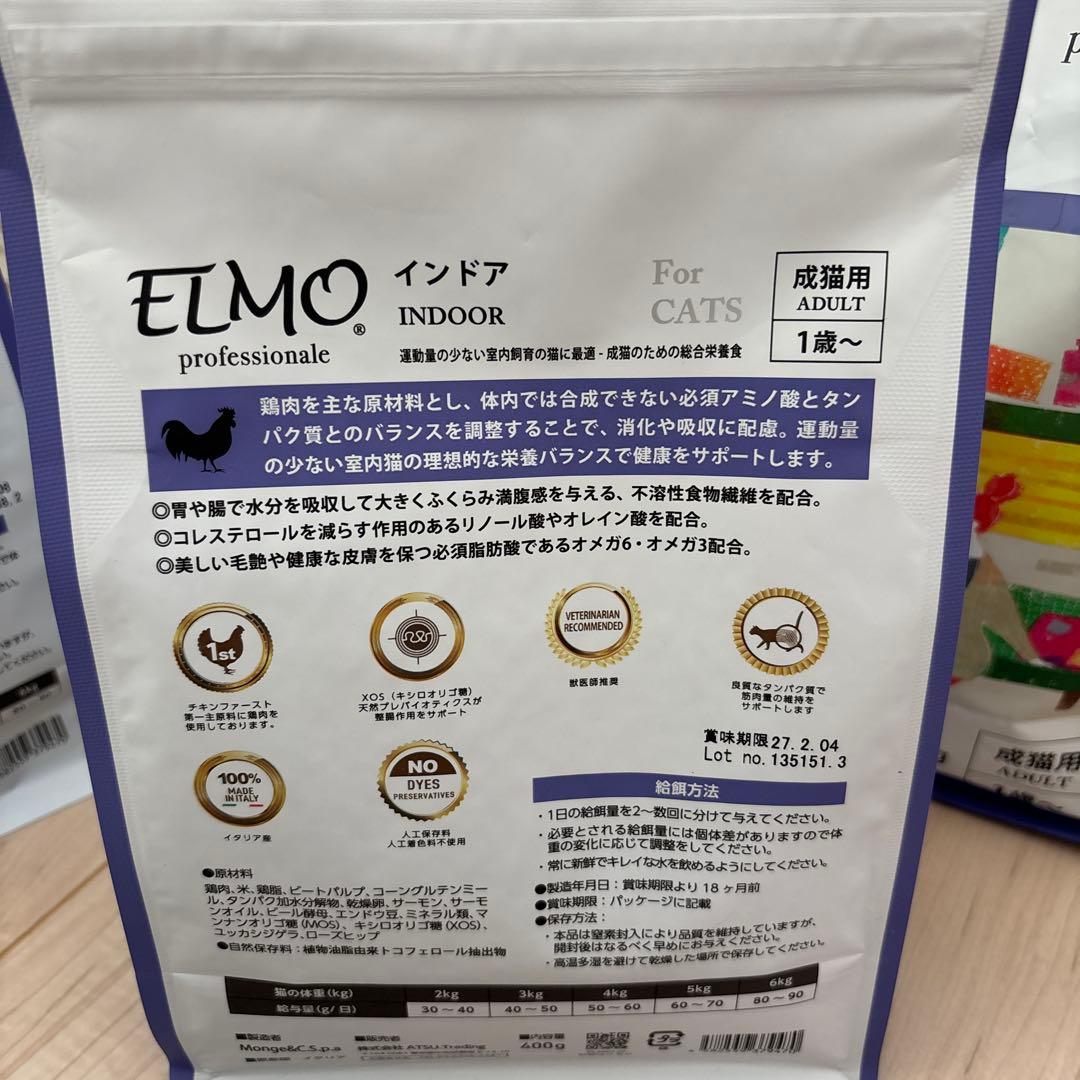 ELMO®
professionale
インドア
INDOOR
For
CATS
成猫用
ADULT
1歳〜
運動量の少ない室内飼育の猫に最適 - 成猫のための総合栄養食
鶏肉を主な原材料とし、体内では合成できない必須アミノ酸とタン
パク質とのバランスを調整することで、消化や吸収に配慮。運動量
の少ない室内猫の理想的な栄養バランスで健康をサポートします。
◎胃や腸で水分を吸収して大きくふくらみ満腹感を与える、不溶性食物繊維を配合。
◎コレステロールを減らす作用のあるリノール酸やオレイン酸を配合。
◎美しい毛艶や健康な皮膚を保つ必須脂肪酸であるオメガ6・オメガ3配合。
1st
チキンファースト
第一主原料に鶏肉を
使用しております。
XOS（キシロオリゴ糖）
天然プレバイオティクスが
整腸作用をサポート
VETERINARIAN
RECOMMENDED
獣医師推奨
良質なタンパク質で
筋肉量の維持を
サポートします
100%
MADE
IN ITALY
イタリア産
NO
DYES
PRESERVATIVES
人工保存料
人工着色料不使用
賞味期限27.2.04
Lot no.135151.3
給餌方法
・1日の給餌量を2〜数回に分けて与えてください。
・必要とされる給餌量には個体差がありますので体
重の変化に応じて調整をしてください。
・常に新鮮でキレイな水を飲めるようにしてください。
●製造年月日：賞味期限より18ヶ月前
●賞味期限：パッケージに記載
●保存方法：
・本品は窒素封入により品質を維持していますが、
開封後はなるべく早めにお与えください。
・高温多湿を避けて乾燥した場所で保存してください。
●原材料
鶏肉、米、鶏脂、ビートパルプ、コーングルテンミー
ル、タンパク加水分解物、乾燥卵、サーモン、サーモ
ンオイル、ビール酵母、エンドウ豆、ミネラル類、マ
ンナンオリゴ糖（MOS）、キシロオリゴ糖（XOS）、
ユッカシジゲラ、ローズヒップ
●自然保存料：植物油脂由来トコフェロール抽出物
猫の体重(kg) 2kg 3kg 4kg 5kg 6kg
給与量(g/日) 30〜40 40〜50 50〜60 60〜70 80〜90
■製造者
Monge&C.S.p.a
■原産国 イタリア
■販売者
株式会社 ATSU.Trading
■内容量
400g
成猫用
ADULT